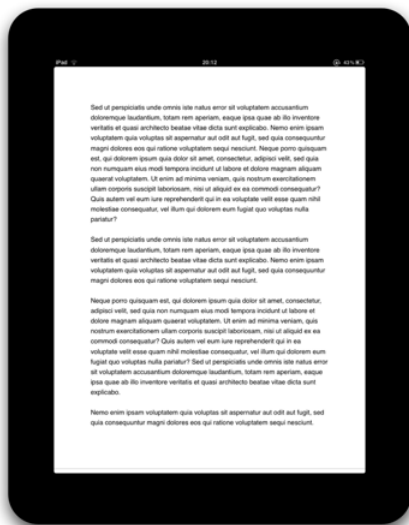 iPad
20:12
43%
Sed ut perspiciatis unde omnis iste natus error sit voluptatem accusantium
doloremque laudantium, totam rem aperiam, eaque ipsa quae ab illo inventore
veritatis et quasi architecto beatae vitae dicta sunt explicabo. Nemo enim ipsam
voluptatem quia voluptas sit aspernatur aut odit aut fugit, sed quia consequuntur
magni dolores eos qui ratione voluptatem sequi nesciunt. Neque porro quisquam
est, qui dolorem ipsum quia dolor sit amet, consectetur, adipisci velit, sed quia
non numquam eius modi tempora incidunt ut labore et dolore magnam aliquam
quaerat voluptatem. Ut enim ad minima veniam, quis nostrum exercitationem
ullam corporis suscipit laboriosam, nisi ut aliquid ex ea commodi consequatur?
Quis autem vel eum iure reprehenderit qui in ea voluptate velit esse quam nihil
molestiae consequatur, vel illum qui dolorem eum fugiat quo voluptas nulla
pariatur?
Sed ut perspiciatis unde omnis iste natus error sit voluptatem accusantium
doloremque laudantium, totam rem aperiam, eaque ipsa quae ab illo inventore
veritatis et quasi architecto beatae vitae dicta sunt explicabo. Nemo enim ipsam
voluptatem quia voluptas sit aspernatur aut odit aut fugit, sed quia consequuntur
magni dolores eos qui ratione voluptatem sequi nesciunt.
Neque porro quisquam est, qui dolorem ipsum quia dolor sit amet, consectetur,
adipisci velit, sed quia non numquam eius modi tempora incidunt ut labore et
dolore magnam aliquam quaerat voluptatem. Ut enim ad minima veniam, quis
nostrum exercitationem ullam corporis suscipit laboriosam, nisi ut aliquid ex ea
commodi consequatur? Quis autem vel eum iure reprehenderit qui in ea
voluptate velit esse quam nihil molestiae consequatur, vel illum qui dolorem eum
fugiat quo voluptas nulla pariatur? Sed ut perspiciatis unde omnis iste natus error
sit voluptatem accusantium doloremque laudantium, totam rem aperiam, eaque
ipsa quae ab illo inventore veritatis et quasi architecto beatae vitae dicta sunt
explicabo.
Nemo enim ipsam voluptatem quia voluptas sit aspernatur aut odit aut fugit, sed
quia consequuntur magni dolores eos qui ratione voluptatem sequi nesciunt.